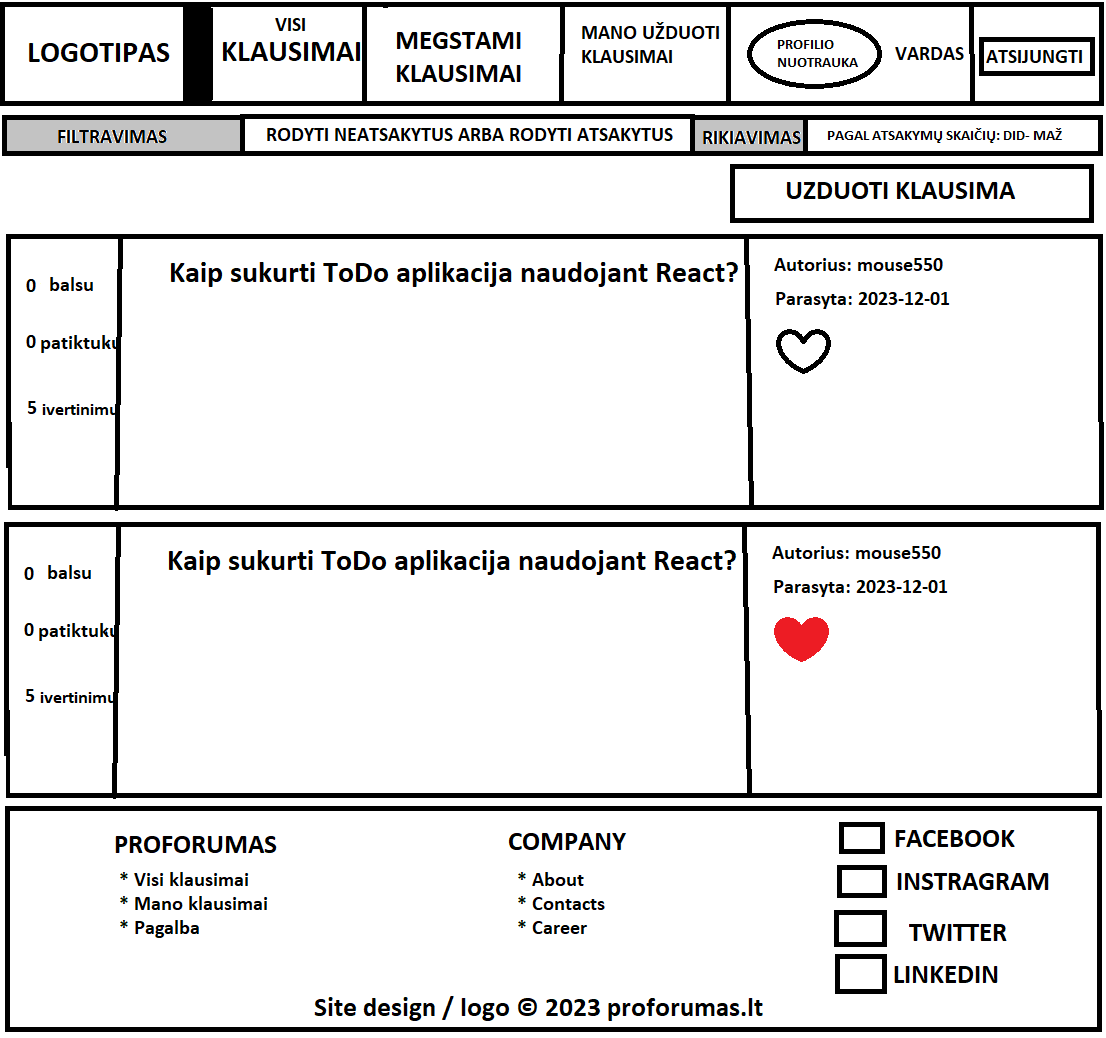 LOGOTIPAS
VISI
KLAUSIMAI
MEGSTAMI
KLAUSIMAI
MANO UŽDUOTI
KLAUSIMAI
PROFILIO
NUOTRAUKA
VARDAS
ATSIJUNGTI
FILTRAVIMAS
RODYTI NEATSAKYTUS ARBA RODYTI ATSAKYTUS
RIKIAVIMAS
PAGAL ATSAKYMŲ SKAIČIŲ: DID- MAŽ
UZDUOTI KLAUSIMA
0 balsu
0 patiktuku
5 ivertinimu
Kaip sukurti ToDo aplikacija naudojant React?
Autorius: mouse550
Parasyta: 2023-12-01
0 balsu
0 patiktuku
5 ivertinimu
Kaip sukurti ToDo aplikacija naudojant React?
Autorius: mouse550
Parasyta: 2023-12-01
PROFORUMAS
* Visi klausimai
* Mano klausimai
* Pagalba
COMPANY
* About
* Contacts
* Career
FACEBOOK
INSTRAGRAM
TWITTER
LINKEDIN
Site design / logo © 2023 proforumas.lt